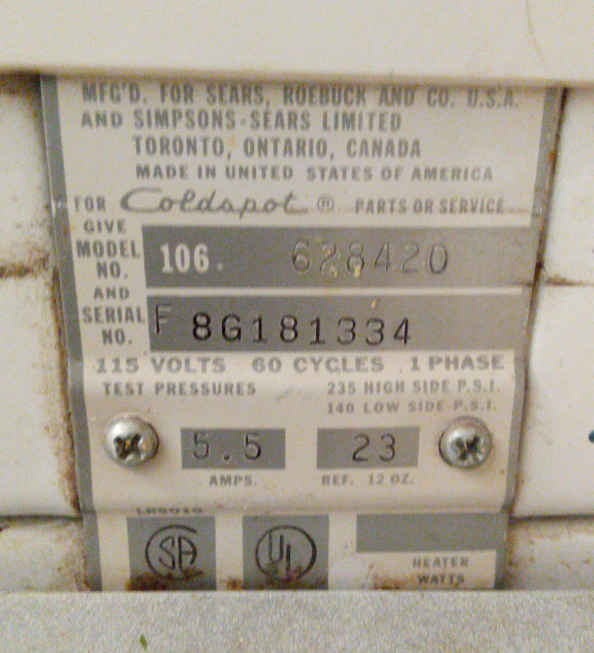 MFG'D. FOR SEARS, ROEBUCK AND CO. U.S.A.
AND SIMPSONS-SEARS LIMITED
TORONTO, ONTARIO, CANADA
MADE IN UNITED STATES OF AMERICA
FOR Coldspot ® PARTS OR SERVICE
GIVE
MODEL NO. 106. 628420
AND
SERIAL NO. F 8G181334
115 VOLTS 60 CYCLES 1 PHASE
TEST PRESSURES 235 HIGH SIDE P.S.I.
140 LOW SIDE P.S.I.
5.5 23
AMPS. REF. 12 OZ.
SA UL
HEATER
WATTS